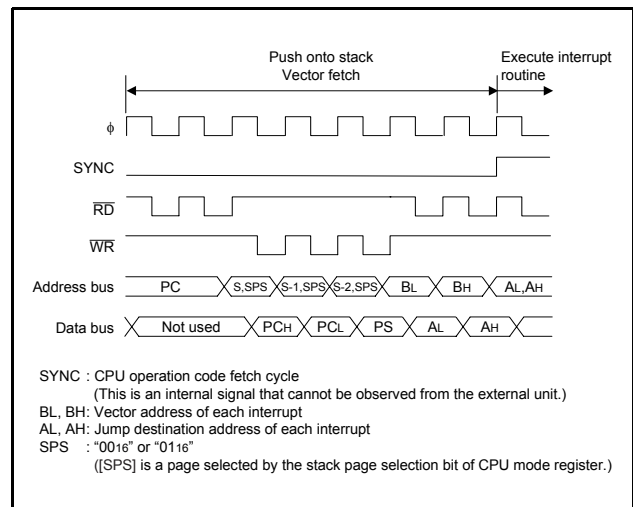 Push onto stack
Vector fetch
Execute interrupt
routine
φ
SYNC
RD
WR
Address bus
PC
S,SPS
S-1,SPS
S-2,SPS
BL
BH
AL,AH
Data bus
Not used
PCH
PCL
PS
AL
AH
SYNC : CPU operation code fetch cycle
(This is an internal signal that cannot be observed from the external unit.)
BL, BH: Vector address of each interrupt
AL, AH: Jump destination address of each interrupt
SPS : “0016” or “0116”
([SPS] is a page selected by the stack page selection bit of CPU mode register.)